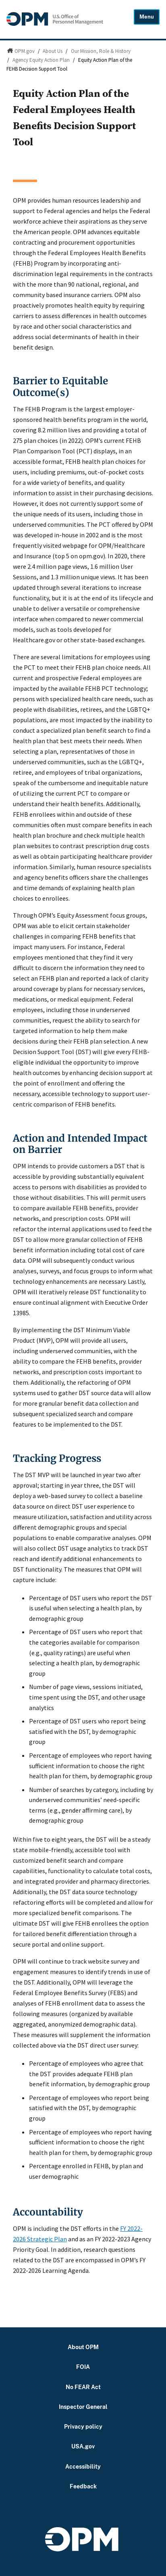 OPM U.S. Office of
Personnel Management
Menu
OPM.gov / About Us / Our Mission, Role & History
/ Agency Equity Action Plan / Equity Action Plan of the
FEHB Decision Support Tool
Equity Action Plan of the
Federal Employees Health
Benefits Decision Support
Tool
OPM provides human resources leadership and
support to Federal agencies and helps the Federal
workforce achieve their aspirations as they serve
the American people. OPM advances equitable
contracting and procurement opportunities
through the Federal Employees Health Benefits
(FEHB) Program by incorporating anti-
discrimination language into the contracts
with more than 80 national, regional, and
community based insurance carriers. OPM also
proactively promotes health equity by requiring
carriers to address disparities in health outcomes
by race and other social characteristics and
address social determinants of health in their
benefit design.
Barrier to Equitable
Outcome(s)
The FEHB Program is the largest employer-
sponsored health benefits program in the world,
covering 8.2 million lives and providing a total of
275 plan choices (in 2022). OPM's current FEHB
Plan Comparison Tool (PCT) displays, in an
accessible format, FEHB health plan choices for
individuals, including premiums, out-of-pocket costs
for a wide variety of benefits, and quality
information to help inform enrollees' decisions.
However, it does not currently support some of
the unique needs of its users, including those in
underserved communities. The PCT offered by OPM
was developed in-house in 2002 and is the most
frequently visited webpage for OPM/Healthcare
and Insurance (top 5 on opm.gov). In 2020, there
were 2.4 million page views, 1.6 million User
Sessions, and 1.3 million unique views. It has been
updated through several iterations to increase
functionality, but it is at the end of its lifecycle and
unable to provide a versatile or comprehensive
interface when compared to newer commercial
models, such as tools developed for
Healthcare.gov or other state-based exchanges.
There are several limitations for employees using
the PCT to make their FEHB plan choice needs. All
current and prospective Federal employees are
impacted by the available FEHB PCT technology;
persons with specialized health care needs, such as
people with disabilities, retirees, and the LGBTQ+
populations, are most impacted by the inability to
obtain enough specialized plan benefit data to find a
health plan that best meets their needs. When
selecting a plan, representatives of those in
underserved communities, such as the LGBTQ+,
retiree, and employees of tribal organizations,
speak of the cumbersome and inequitable nature
of utilizing the current PCT to compare or
understand their health benefits. Additionally,
FEHB enrollees within and outside of these
communities often must compare benefits in each
health plan brochure and check multiple health
plan websites to contrast prescription drug costs
as well as obtain participating healthcare provider
information. Similarly, human resource specialists
and agency benefits officers share the challenges
and time demands of explaining health plan
choices to enrollees.
Through OPM's Equity Assessment focus groups,
OPM was able to elicit certain stakeholder
challenges in comparing FEHB benefits that
impact many users. For instance, Federal
employees mentioned that they find it very
difficult to discern the information they need to
select an FEHB plan and reported a lack of clarity
around coverage by plans for necessary services,
medications, or medical equipment. Federal
employees, including those in underserved
communities, request the ability to search for
targeted information to help them make
decisions during their FEHB plan selection. A new
Decision Support Tool (DST) will give every FEHB-
eligible individual the opportunity to improve their
health outcomes by enhancing decision support at
the point of enrollment and offering the
necessary, accessible technology to support user-
centric comparison for FEHB benefits.
Action and Intended Impact
on Barrier
OPM intends to provide customers a DST that is
accessible by providing substantially equivalent
access to persons with disabilities as provided to
those without disabilities. This will give persons
to compare available FEHB benefits, provider
networks, and prescription costs. OPM will
refactor the internal applications used to feed the
DST and allow the collection of more granular
benefit information including total cost of care
data. OPM will subsequently conduct various
analyses, surveys, and focus groups to inform what
technology enhancements are necessary. Lastly,
OPM will iteratively release DST functionality to
ensure continual alignment with Executive Order
13985.
By implementing the DST Minimum Viable
Product (MVP), OPM will provide all users,
including underserved communities, with the
ability to compare the FEHB benefits, provider
networks, and prescription costs important to
them. Additionally, the refactoring of OPM
systems used to gather DST source data will allow
for more granular benefit data collection and
subsequent specialized search and compare
features to be implemented to the DST.
Tracking Progress
The DST MVP will be launched in year two after
approval; starting in year three, the DST will
deploy a web-based survey to collect a baseline
data score on direct DST user experience to
measure utilization, satisfaction and utility across
different demographic groups and special
populations to enable comparative analyses. OPM
will also collect DST usage analytics to track DST
reach and identify additional enhancements to
DST functionality. The measures that OPM will
capture include:
Percentage of DST users who report the DST
is useful when selecting a health plan, by
demographic group
Percentage of DST users who report that
the categories available for comparison
(e.g., quality ratings) are useful when
selecting a health plan, by demographic
group
Number of page views, sessions initiated,
time spent using the DST, and other usage
analytics
Percentage of DST users who report being
satisfied with the DST, by demographic
group
Percentage of employees who report having
sufficient information to choose the right
health plan for them, by demographic group
Number of searches by category, including by
underserved communities' need-specific
terms (e.g., gender affirming care), by
demographic group
Within five to eight years, the DST will be a steady
state mobile-friendly, accessible tool with
customized benefit search and compare
capabilities, functionality to calculate total costs,
and integrated provider and pharmacy directories.
Additionally, the DST data source technology
refactoring efforts will be complete and allow for
more specialized benefit comparisons. The
ultimate DST will give FEHB enrollees the option
for tailored benefit differentiation through a
secure portal and online support.
OPM will continue to track website survey and
engagement measures to identify trends in use of
the DST. Additionally, OPM will leverage the
Federal Employee Benefits Survey (FEBS) and
analyses of FEHB enrollment data to assess the
following measures (organized by available
aggregated, anonymized demographic data).
These measures will supplement the information
collected above via the DST direct user survey:
Percentage of employees who agree that
the DST provides adequate FEHB plan
benefit information, by demographic group
Percentage of employees who report being
satisfied with the DST, by demographic
group
Percentage of employees who report having
sufficient information to choose the right
health plan for them, by demographic group
Percentage enrolled in FEHB, by plan and
user demographic
Accountability
OPM is including the DST efforts in the FY 2022-
2026 Strategic Plan and as an FY 2022-2023 Agency
Priority Goal. In addition, research questions
related to the DST are encompassed in OPM's FY
2022-2026 Learning Agenda.
About OPM
FOIA
No FEAR Act
Inspector General
Privacy policy
USA.gov
Accessibility
Feedback
OPM